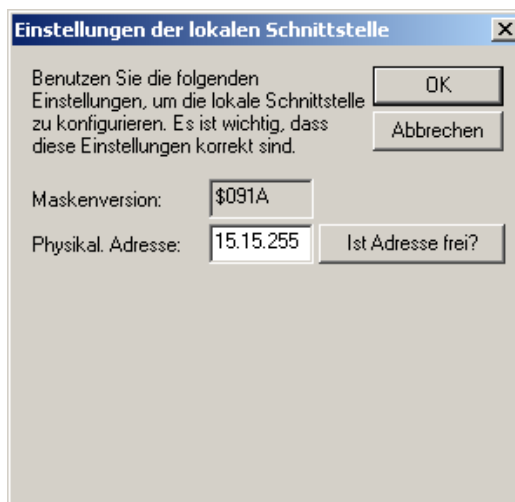 Einstellungen der lokalen Schnittstelle
Benutzen Sie die folgenden
Einstellungen, um die lokale Schnittstelle
zu konfigurieren. Es ist wichtig, dass
diese Einstellungen korrekt sind.
OK
Abbrechen
Maskenversion: $091A
Physikal. Adresse: 15.15.255 Ist Adresse frei?